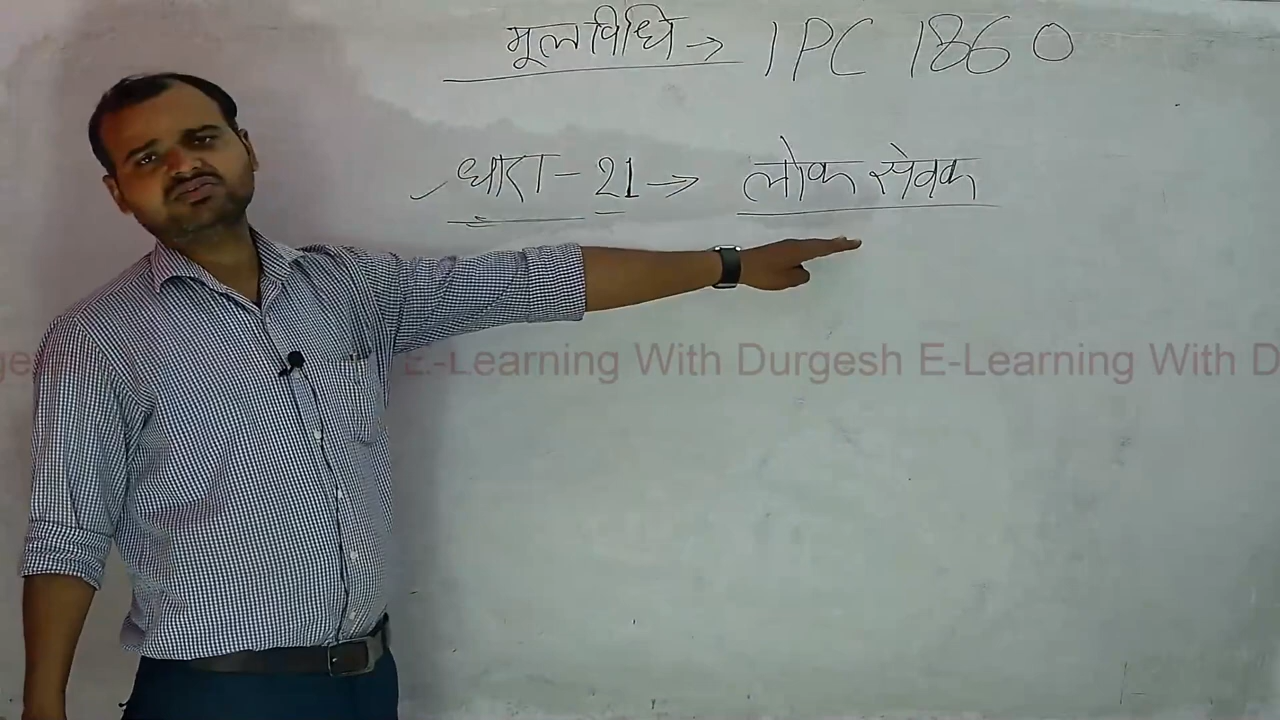 मूलविधि → IPC 1860
✓ धारा - 21 → लोक सेवक
E-Learning With Durgesh E-Learning With D